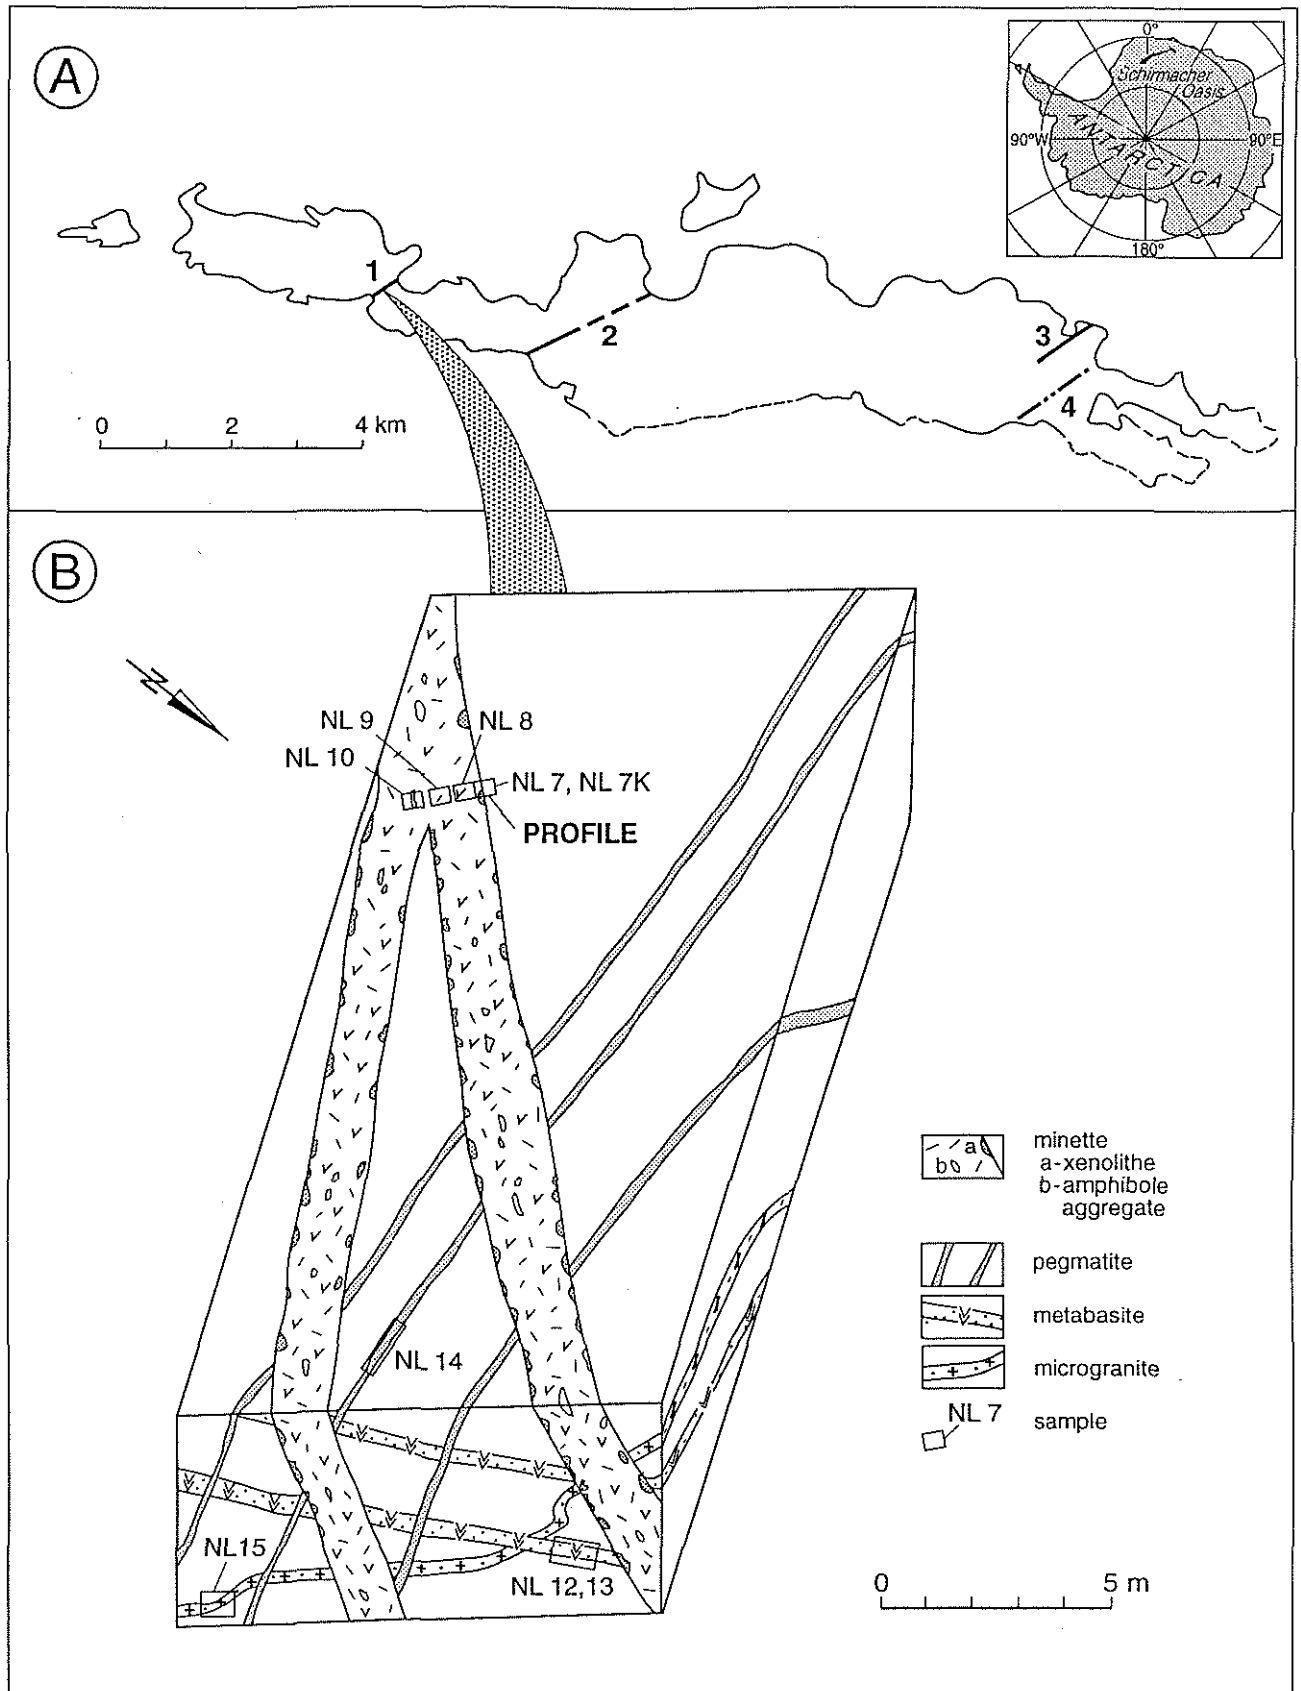 A
0°
Schirmacher
Oasis
90°W
ANTARCTICA
90°E
180°
1
2
3
4
0 2 4 km
B
N
NL 9
NL 8
NL 10
NL 7, NL 7K
PROFILE
NL 14
NL15
NL 12,13
a
b
minette
a-xenolithe
b-amphibole
aggregate
pegmatite
metabasite
microgranite
NL 7
sample
0 5 m